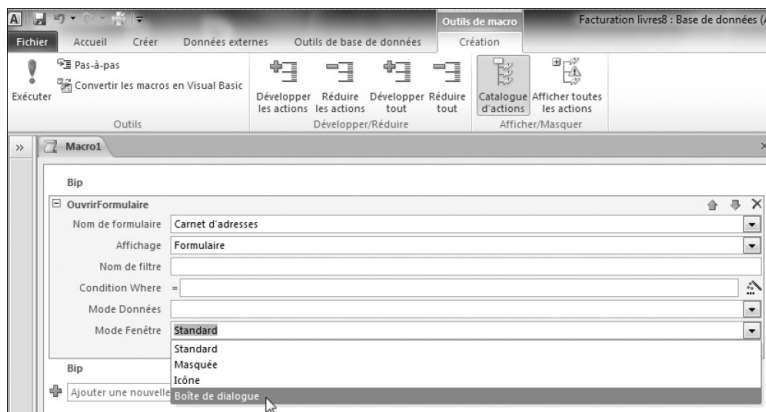 A
Outils de macro
Facturation livres8 : Base de données (A
Fichier Accueil Créer Données externes Outils de base de données Création
Exécuter
Pas-à-pas
Convertir les macros en Visual Basic
Développer les actions
Réduire les actions
Développer tout
Réduire tout
Catalogue d'actions
Afficher toutes les actions
Outils Développer/Réduire Afficher/Masquer
» Macro1 ×
Bip
OuvrirFormulaire
Nom de formulaire Carnet d'adresses
Affichage Formulaire
Nom de filtre
Condition Where =
Mode Données
Mode Fenêtre Standard
Standard
Masquée
Icône
Boîte de dialogue
Bip
Ajouter une nouvelle